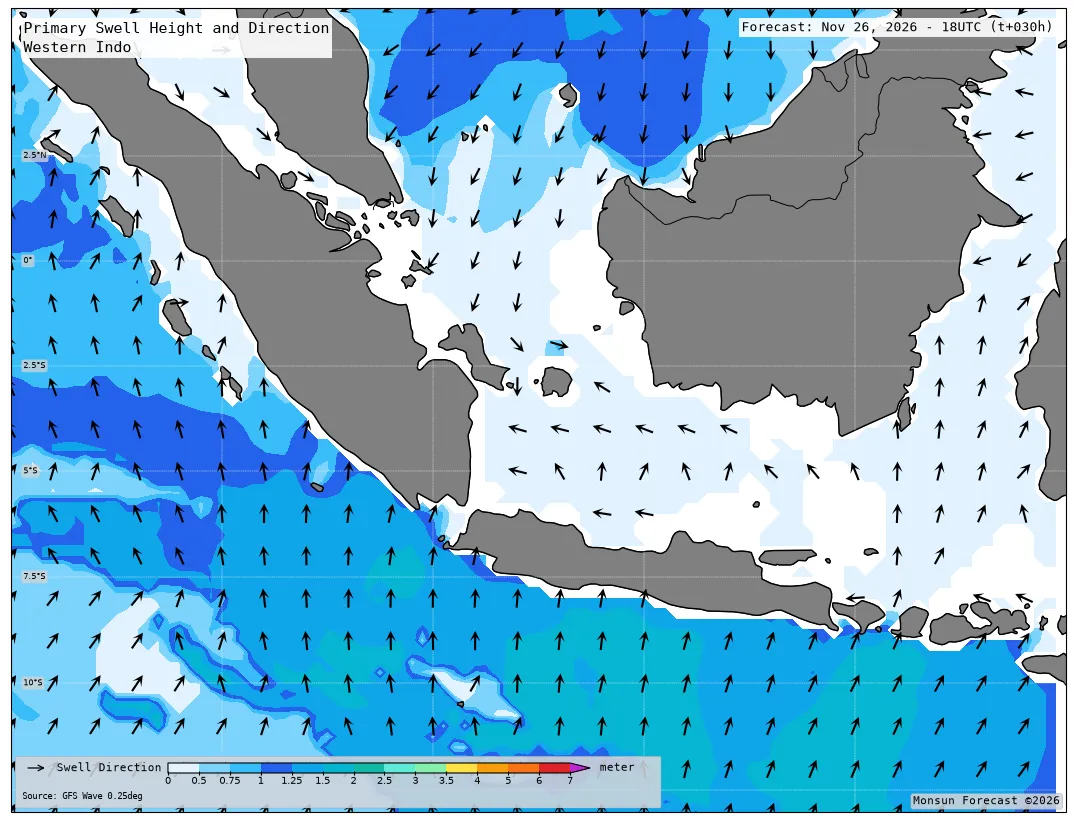 Primary Swell Height and Direction
Western Indo
Forecast: Nov 26, 2026 - 18UTC (t+030h)
2.5°N
0°
2.5°S
5°S
7.5°S
10°S
Swell Direction
0 0.5 0.75 1 1.25 1.5 2 2.5 3 3.5 4 5 6 7
meter
Source: GFS Wave 0.25deg
Monsun Forecast ©2026